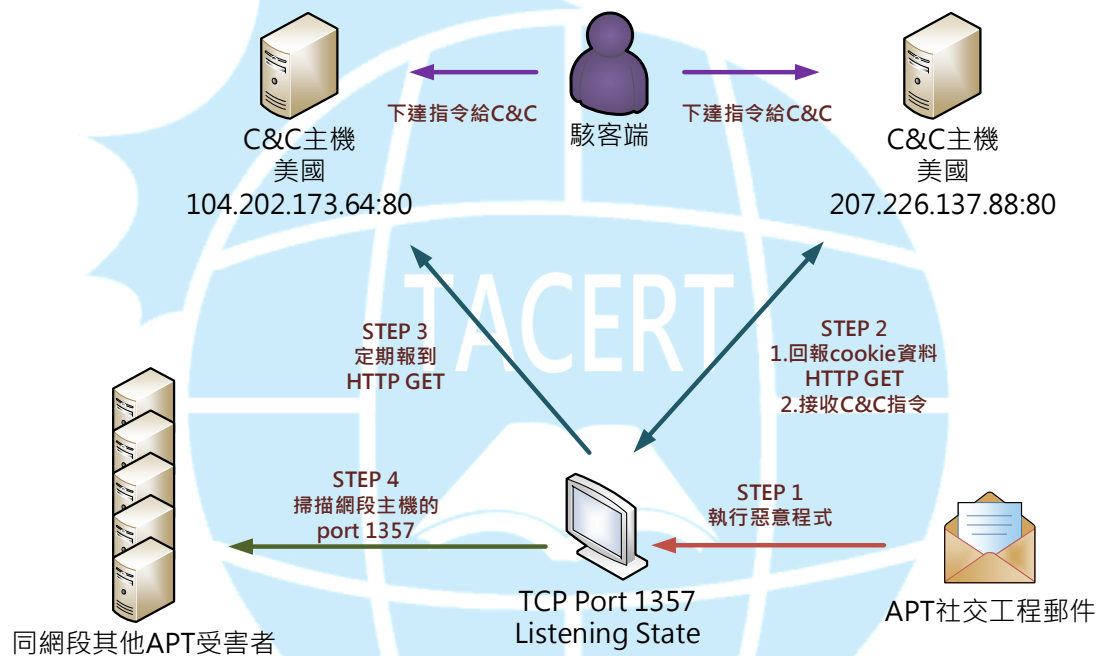 下達指令給C&C
駭客端
下達指令給C&C
C&C主機
美國
104.202.173.64:80
C&C主機
美國
207.226.137.88:80
TACERT
STEP 3
定期報到
HTTP GET
STEP 2
1.回報cookie資料
HTTP GET
2.接收C&C指令
STEP 4
掃描網段主機的
port 1357
STEP 1
執行惡意程式
TCP Port 1357
Listening State
APT社交工程郵件
同網段其他APT受害者